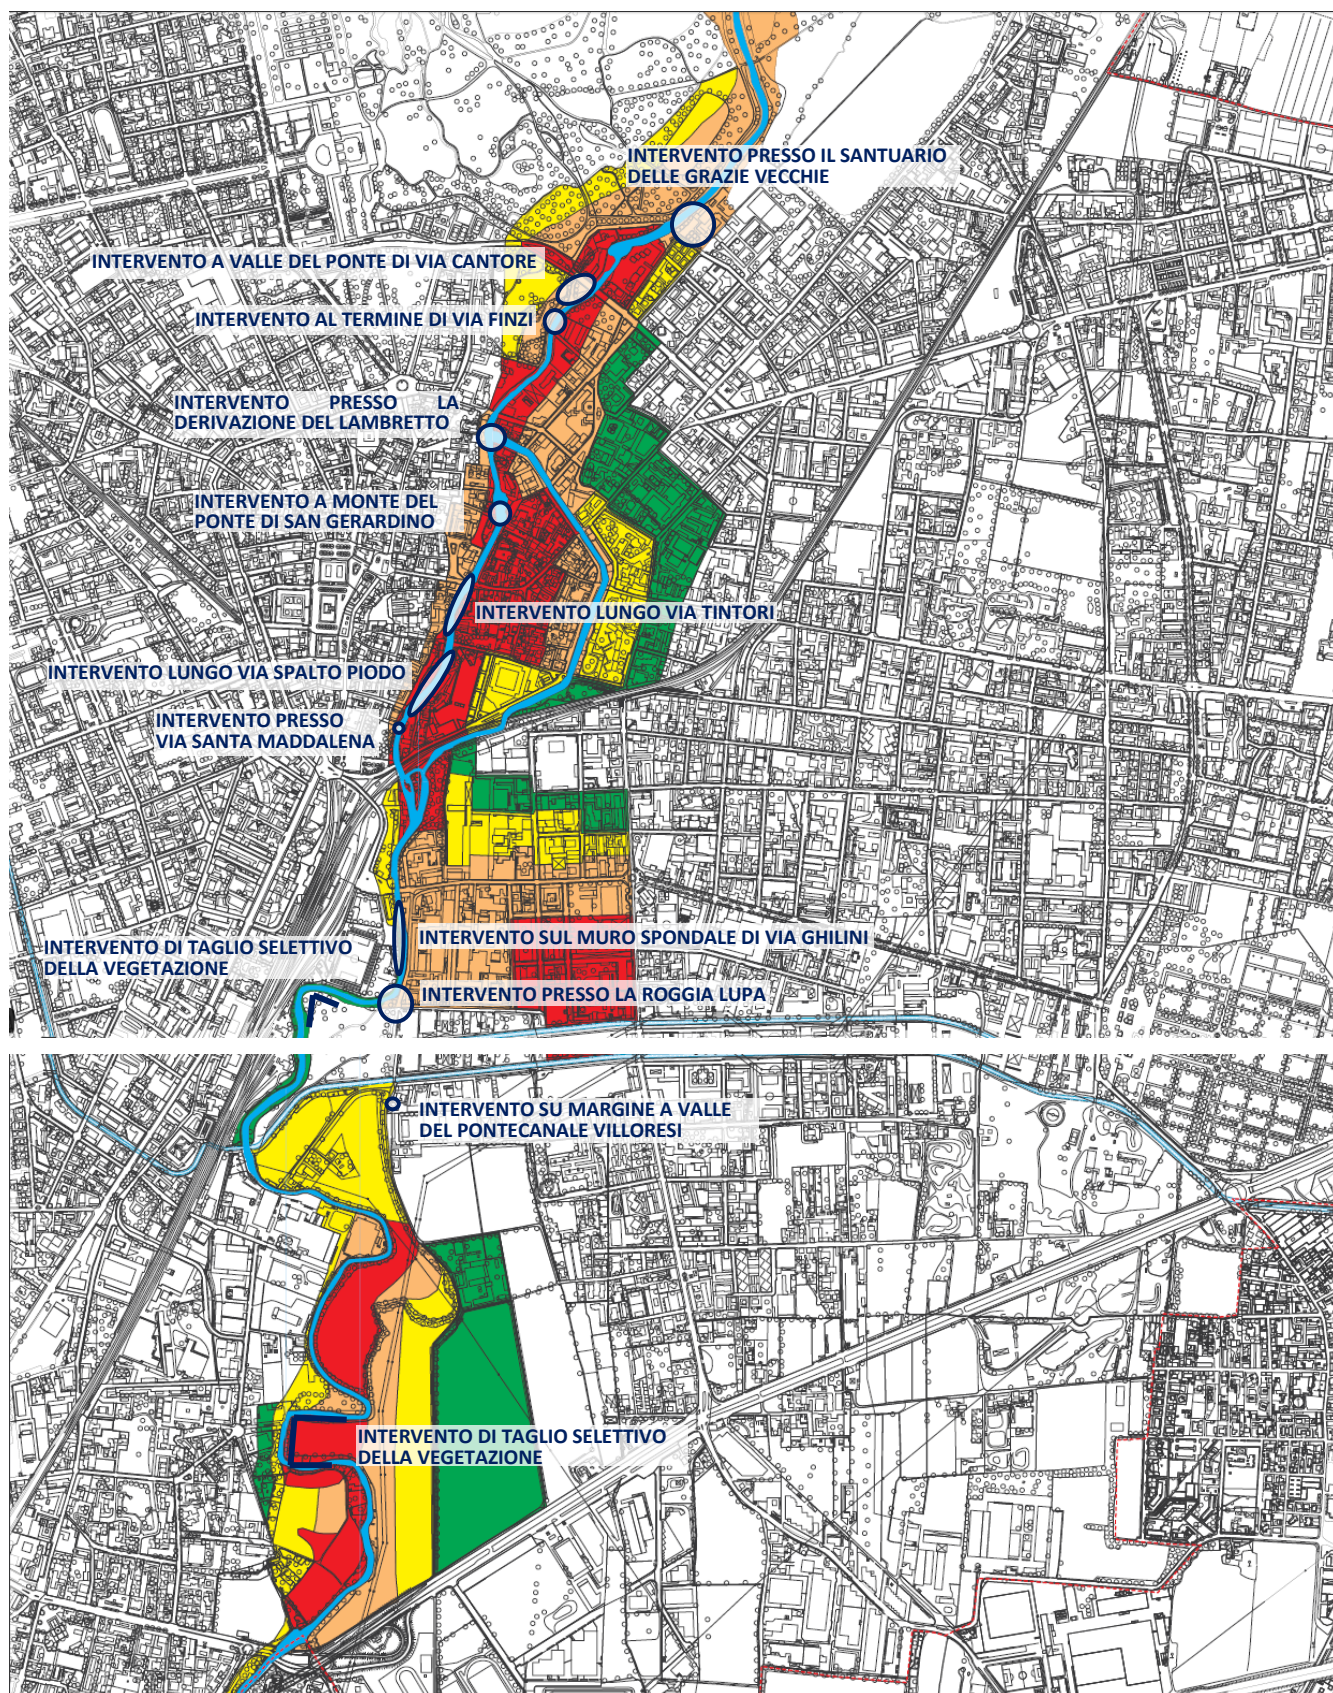 INTERVENTO PRESSO IL SANTUARIO
DELLE GRAZIE VECCHIE
INTERVENTO A VALLE DEL PONTE DI VIA CANTORE
INTERVENTO AL TERMINE DI VIA FINZI
INTERVENTO PRESSO LA
DERIVAZIONE DEL LAMBRETTO
INTERVENTO A MONTE DEL
PONTE DI SAN GERARDINO
INTERVENTO LUNGO VIA TINTORI
INTERVENTO LUNGO VIA SPALTO PIODO
INTERVENTO PRESSO
VIA SANTA MADDALENA
INTERVENTO SUL MURO SPONDALE DI VIA GHILINI
INTERVENTO DI TAGLIO SELETTIVO
DELLA VEGETAZIONE
INTERVENTO PRESSO LA ROGGIA LUPA
INTERVENTO SU MARGINE A VALLE
DEL PONTECANALE VILLORESI
INTERVENTO DI TAGLIO SELETTIVO
DELLA VEGETAZIONE